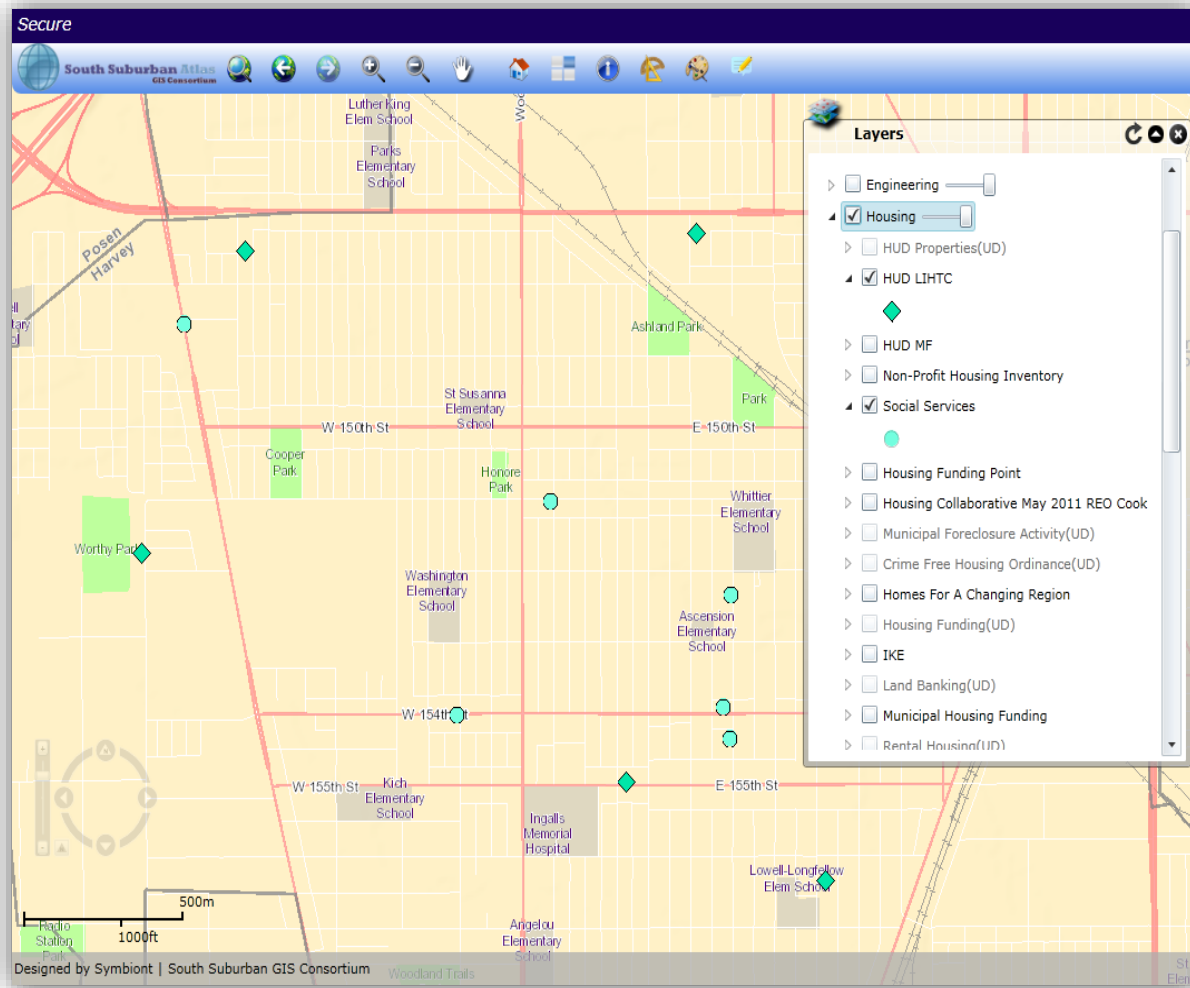 Secure
South Suburban Atlas
GIS Consortium
Luther King
Elem School
Parks
Elementary
School
Posen
Harvey
Ashland Park
St Susanna
Elementary
School
Park
W 150th St
E 150th St
Cooper
Park
Honore
Park
Whittier
Elementary
School
Worthy Park
Washington
Elementary
School
Ascension
Elementary
School
W 154th St
W 155th St
Kich
Elementary
School
E 155th St
Ingalls
Memorial
Hospital
Lowell-Longfellow
Elem School
500m
1000ft
Radio
Station
Park
Angelou
Elementary
School
Woodland Trails
Designed by Symbiont | South Suburban GIS Consortium
Layers
Engineering
Housing
HUD Properties(UD)
HUD LIHTC
HUD MF
Non-Profit Housing Inventory
Social Services
Housing Funding Point
Housing Collaborative May 2011 REO Cook
Municipal Foreclosure Activity(UD)
Crime Free Housing Ordinance(UD)
Homes For A Changing Region
Housing Funding(UD)
IKE
Land Banking(UD)
Municipal Housing Funding
Rental Housing(UD)